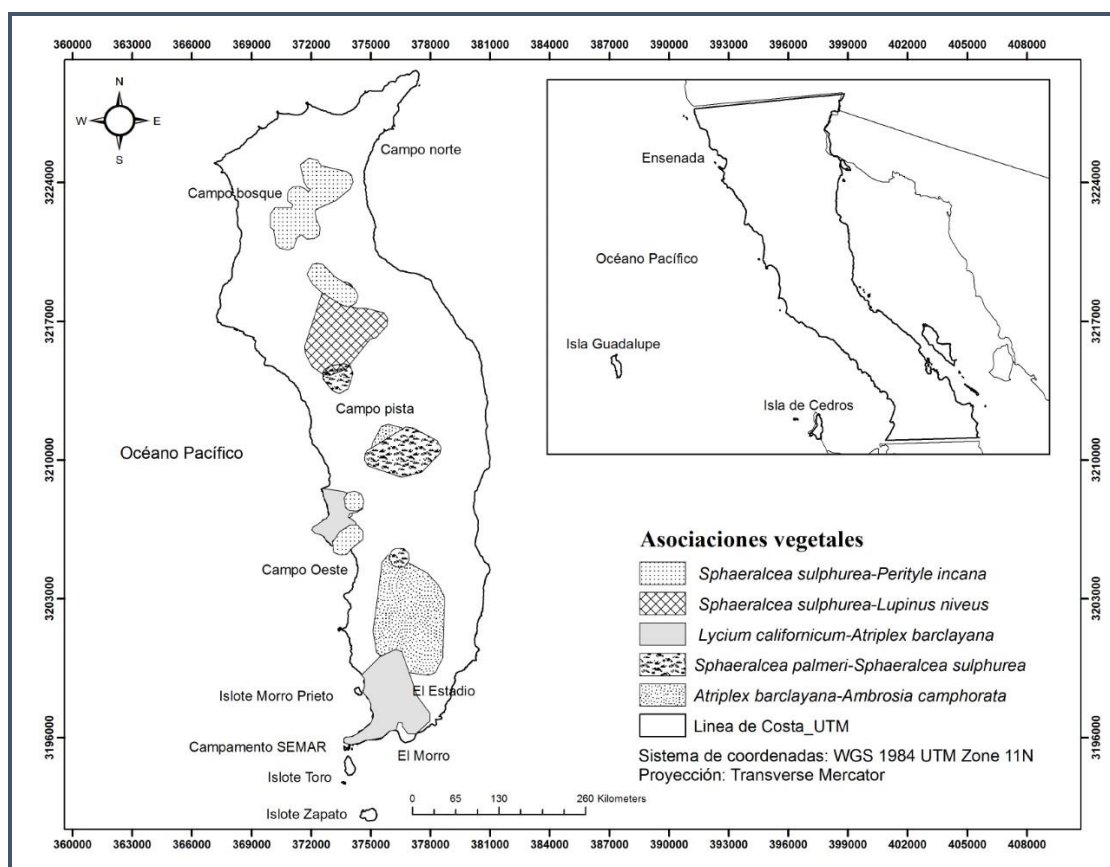 360000 363000 366000 369000 372000 375000 378000 381000 384000 387000 390000 393000 396000 399000 402000 405000 408000
N
W E
S
Campo norte
Ensenada
3224000
3224000
Campo bosque
Océano Pacífico
3217000
3217000
Isla Guadalupe
Isla de Cedros
Campo pista
Océano Pacífico
3210000
3210000
Asociaciones vegetales
Campo Oeste
Sphaeralcea sulphurea-Perityle incana
3203000
3203000
Sphaeralcea sulphurea-Lupinus niveus
Lycium californicum-Atriplex barclayana
Sphaeralcea palmeri-Sphaeralcea sulphurea
Islote Morro Prieto
El Estadio
Atriplex barclayana-Ambrosia camphorata
Linea de Costa_UTM
3196000
3196000
Campamento SEMAR
El Morro
Sistema de coordenadas: WGS 1984 UTM Zone 11N
Proyección: Transverse Mercator
Islote Toro
0 65 130 260 Kilometers
Islote Zapato
360000 363000 366000 369000 372000 375000 378000 381000 384000 387000 390000 393000 396000 399000 402000 405000 408000